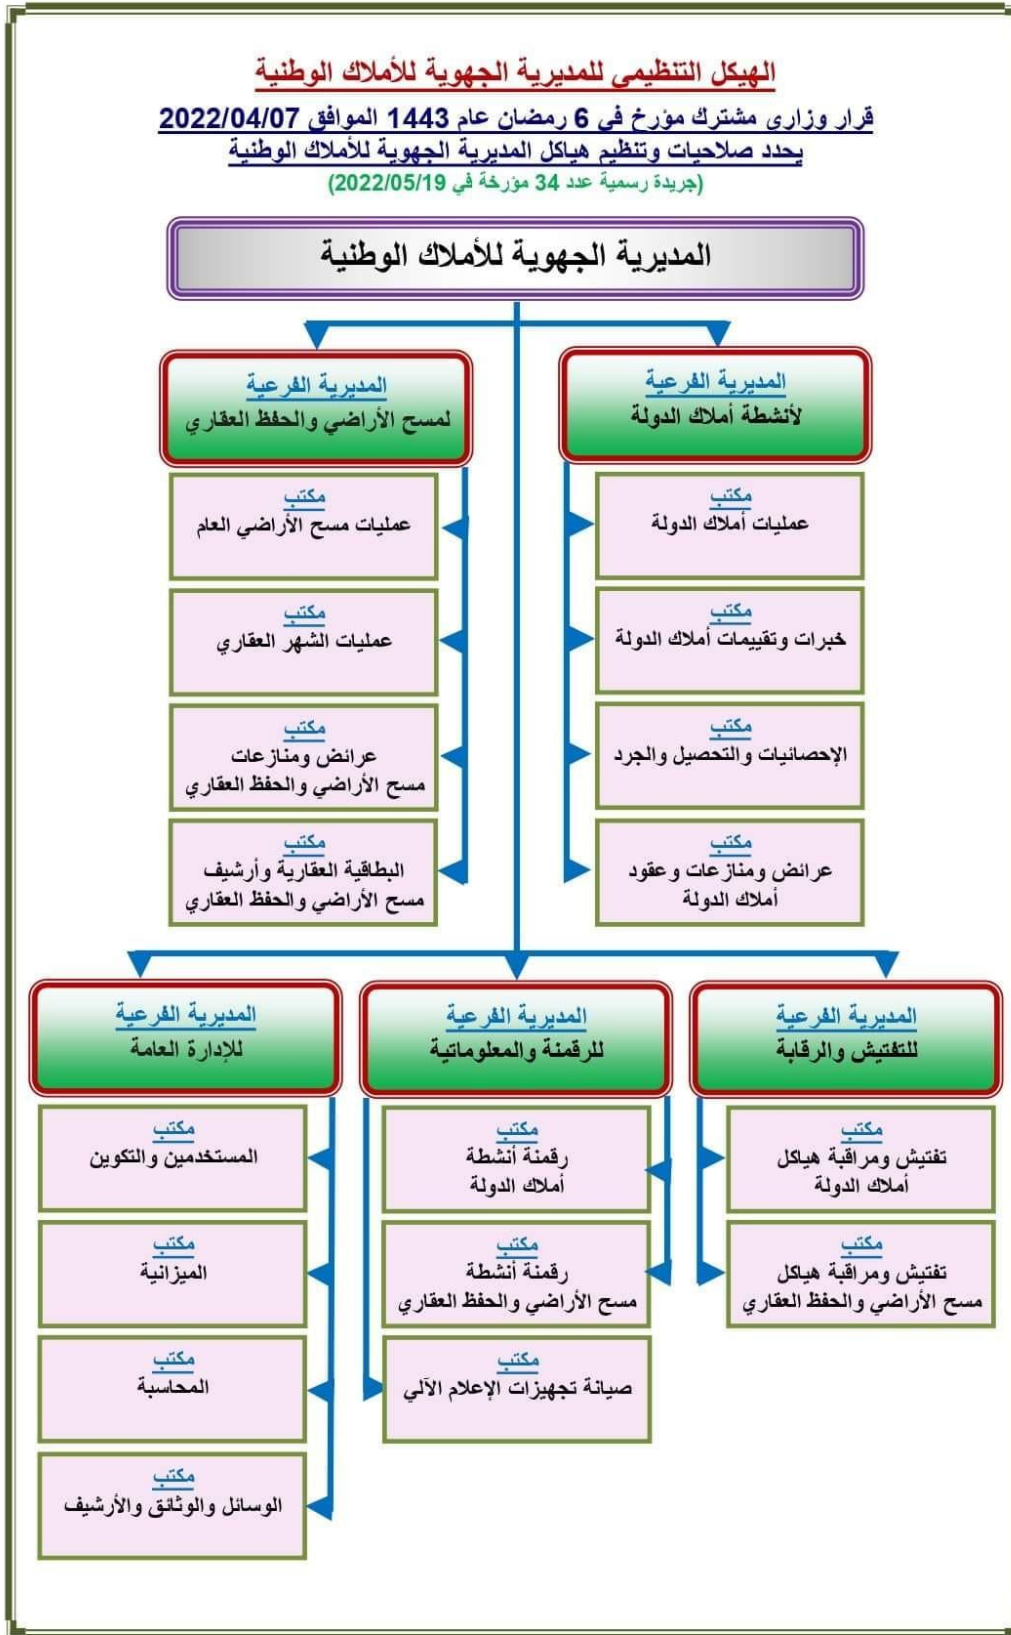 الهيكل التنظيمي للمديرية الجهوية للأملاك الوطنية
قرار وزاري مشترك مؤرخ في 6 رمضان عام 1443 الموافق 2022/04/07
يحدد صلاحيات وتنظيم هياكل المديرية الجهوية للأملاك الوطنية
(جريدة رسمية عدد 34 مؤرخة في 2022/05/19)
المديرية الجهوية للأملاك الوطنية
المديرية الفرعية
لأنشطة أملاك الدولة
مكتب
عمليات أملاك الدولة
مكتب
خبرات وتقييمات أملاك الدولة
مكتب
الإحصائيات والتحصيل والجرد
مكتب
عرائض ومنازعات وعقود
أملاك الدولة
المديرية الفرعية
لمسح الأراضي والحفظ العقاري
مكتب
عمليات مسح الأراضي العام
مكتب
عمليات الشهر العقاري
مكتب
عرائض ومنازعات
مسح الأراضي والحفظ العقاري
مكتب
البطاقية العقارية وأرشيف
مسح الأراضي والحفظ العقاري
المديرية الفرعية
للتفتيش والرقابة
مكتب
تفتيش ومراقبة هياكل
أملاك الدولة
مكتب
تفتيش ومراقبة هياكل
مسح الأراضي والحفظ العقاري
المديرية الفرعية
للرقمنة والمعلوماتية
مكتب
رقمنة أنشطة
أملاك الدولة
مكتب
رقمنة أنشطة
مسح الأراضي والحفظ العقاري
مكتب
صيانة تجهيزات الإعلام الآلي
المديرية الفرعية
للإدارة العامة
مكتب
المستخدمين والتكوين
مكتب
الميزانية
مكتب
المحاسبة
مكتب
الوسائل والوثائق والأرشيف